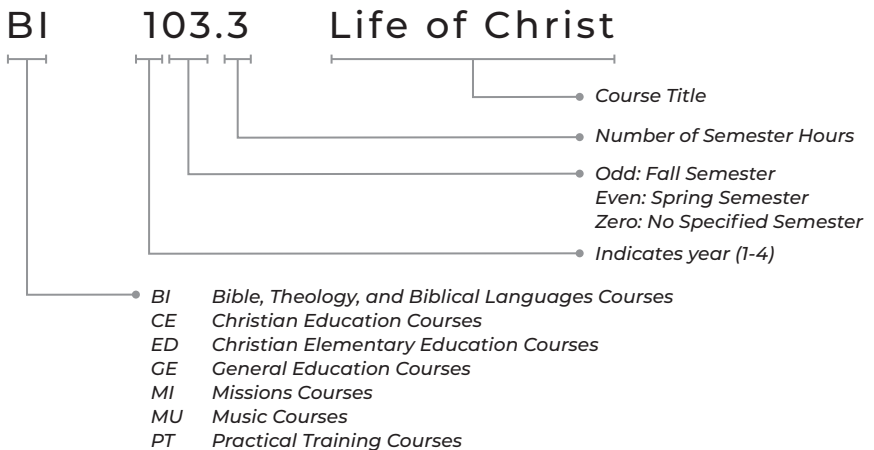 BI 103.3 Life of Christ
Course Title
Number of Semester Hours
Odd: Fall Semester
Even: Spring Semester
Zero: No Specified Semester
Indicates year (1-4)
BI Bible, Theology, and Biblical Languages Courses
CE Christian Education Courses
ED Christian Elementary Education Courses
GE General Education Courses
MI Missions Courses
MU Music Courses
PT Practical Training Courses